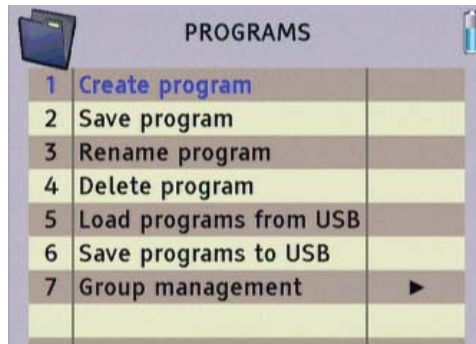 PROGRAMS
1 Create program
2 Save program
3 Rename program
4 Delete program
5 Load programs from USB
6 Save programs to USB
7 Group management ►